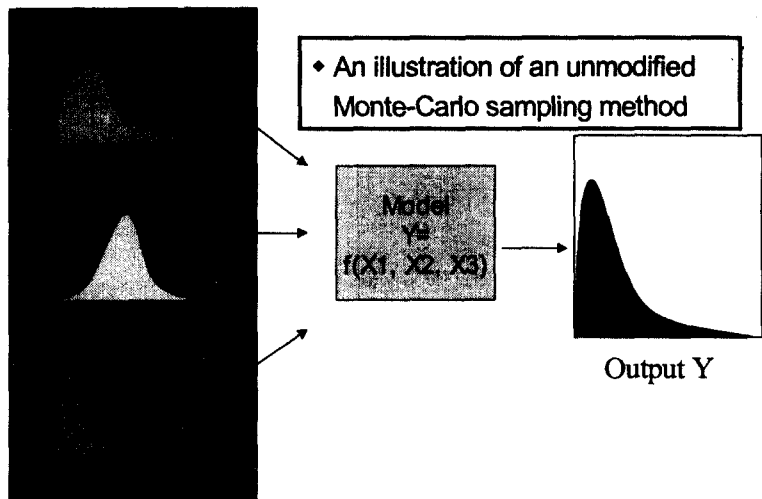 ◆ An illustration of an unmodified
Monte-Carlo sampling method
Model
Y=
f(X1, X2, X3)
Output Y